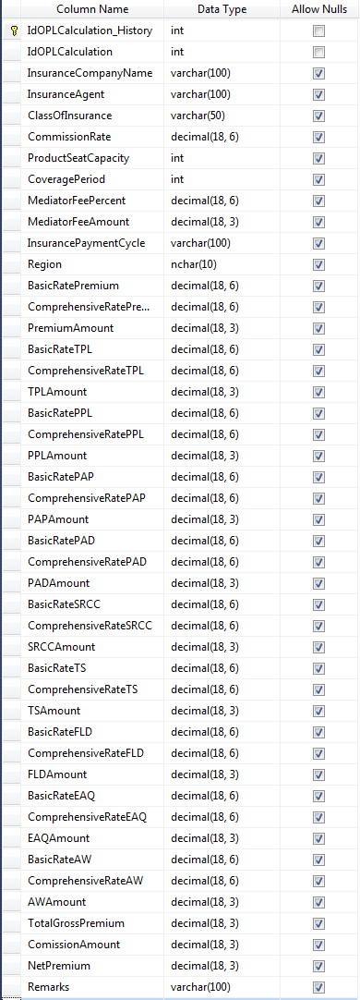 Column Name Data Type Allow Nulls
IdOPLCalculation_History int
IdOPLCalculation int
InsuranceCompanyName varchar(100)
InsuranceAgent varchar(100)
ClassOfInsurance varchar(50)
CommissionRate decimal(18, 6)
ProductSeatCapacity int
CoveragePeriod int
MediatorFeePercent decimal(18, 6)
MediatorFeeAmount decimal(18, 3)
InsurancePaymentCycle varchar(100)
Region nchar(10)
BasicRatePremium decimal(18, 6)
ComprehensiveRatePre... decimal(18, 6)
PremiumAmount decimal(18, 3)
BasicRateTPL decimal(18, 6)
ComprehensiveRateTPL decimal(18, 6)
TPLAmount decimal(18, 3)
BasicRatePPL decimal(18, 6)
ComprehensiveRatePPL decimal(18, 6)
PPLAmount decimal(18, 3)
BasicRatePAP decimal(18, 6)
ComprehensiveRatePAP decimal(18, 6)
PAPAmount decimal(18, 3)
BasicRatePAD decimal(18, 6)
ComprehensiveRatePAD decimal(18, 6)
PADAmount decimal(18, 3)
BasicRateSRCC decimal(18, 6)
ComprehensiveRateSRCC decimal(18, 6)
SRCCAmount decimal(18, 3)
BasicRateTS decimal(18, 6)
ComprehensiveRateTS decimal(18, 6)
TSAmount decimal(18, 3)
BasicRateFLD decimal(18, 6)
ComprehensiveRateFLD decimal(18, 6)
FLDAmount decimal(18, 3)
BasicRateEAQ decimal(18, 6)
ComprehensiveRateEAQ decimal(18, 6)
EAQAmount decimal(18, 3)
BasicRateAW decimal(18, 6)
ComprehensiveRateAW decimal(18, 6)
AWAmount decimal(18, 3)
TotalGrossPremium decimal(18, 3)
ComissionAmount decimal(18, 3)
NetPremium decimal(18, 3)
Remarks varchar(100)